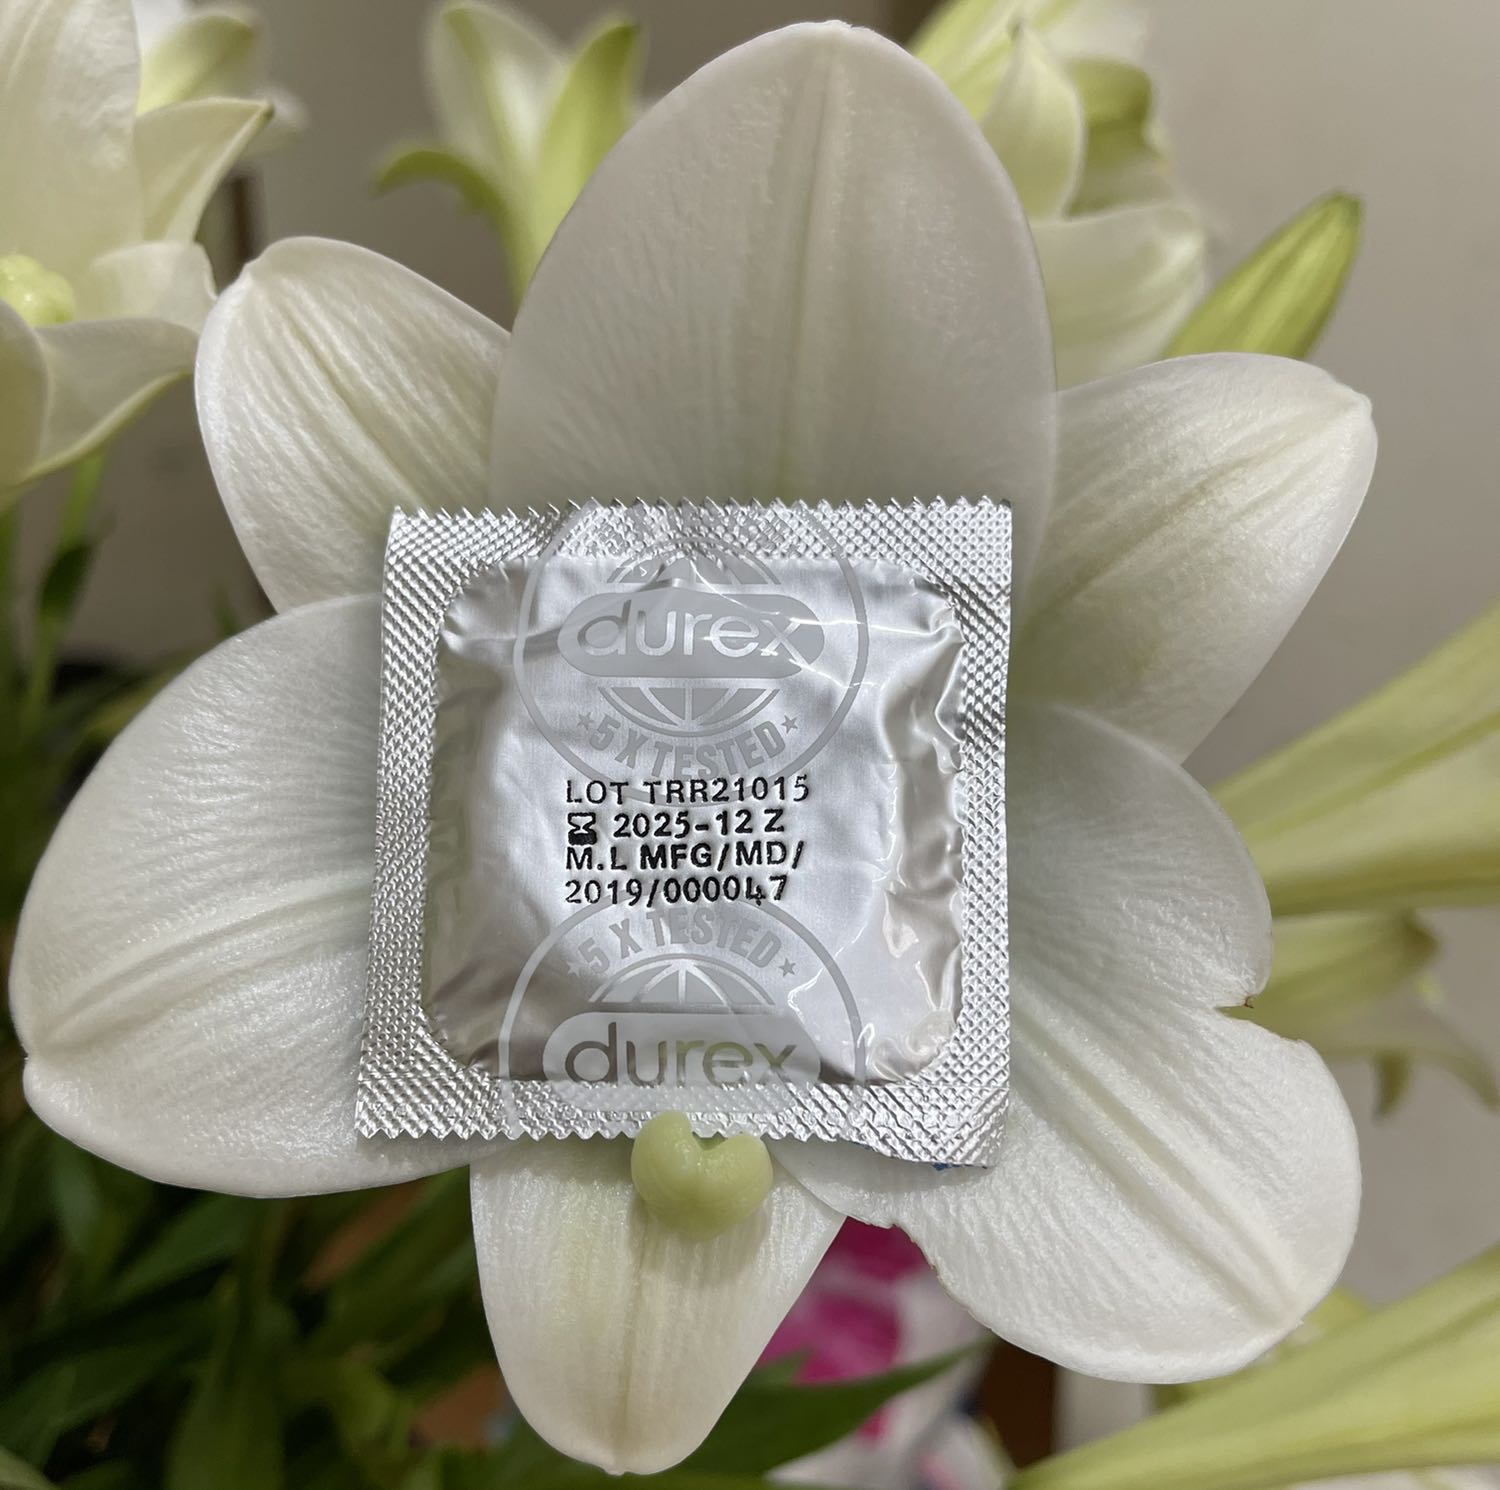 durex
★ 5 X TESTED ★
LOT TRR21015
⌛ 2025-12 Z
M.L MFG/MD/
2019/000047
★ 5 X TESTED ★
durex